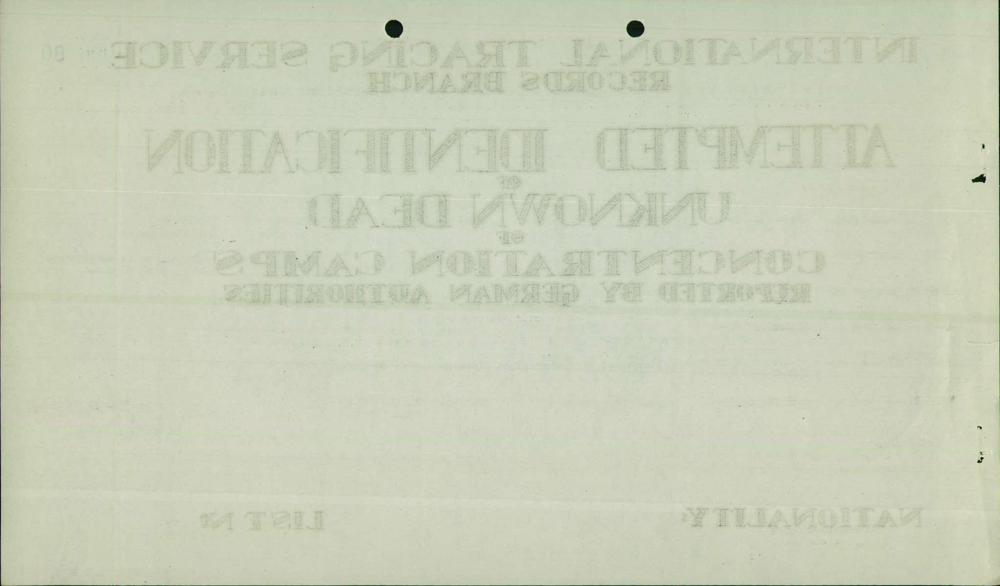 INTERNATIONAL TRACING SERVICE
RECORDS BRANCH
ATTEMPTED IDENTIFICATION
OF
UNKNOWN DEAD
OF
CONCENTRATION CAMPS
REPORTED BY GERMAN AUTHORITIES
NATIONALITY: LIST Nº